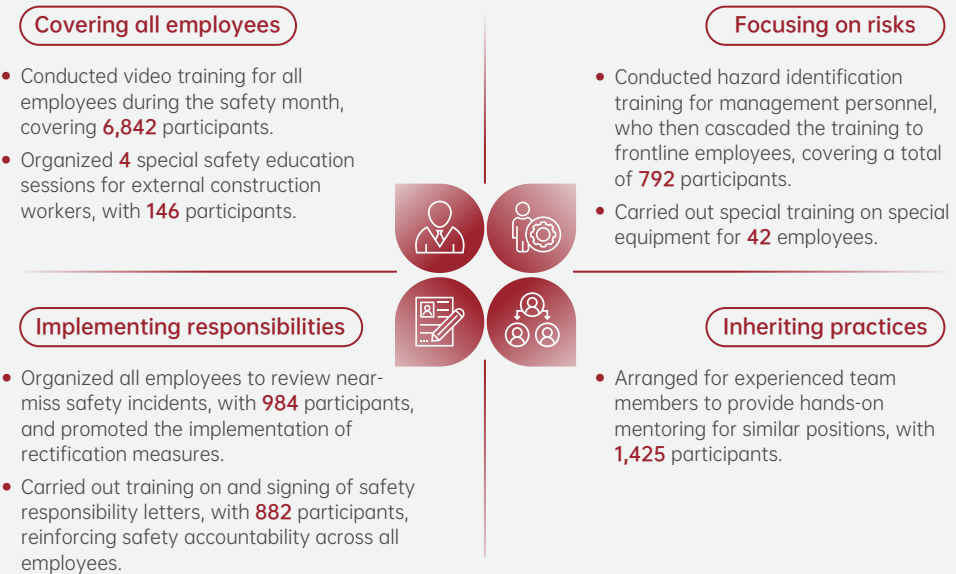 Covering all employees
• Conducted video training for all
employees during the safety month,
covering 6,842 participants.
• Organized 4 special safety education
sessions for external construction
workers, with 146 participants.
Focusing on risks
• Conducted hazard identification
training for management personnel,
who then cascaded the training to
frontline employees, covering a total
of 792 participants.
• Carried out special training on special
equipment for 42 employees.
Implementing responsibilities
• Organized all employees to review near-
miss safety incidents, with 984 participants,
and promoted the implementation of
rectification measures.
• Carried out training on and signing of safety
responsibility letters, with 882 participants,
reinforcing safety accountability across all
employees.
Inheriting practices
• Arranged for experienced team
members to provide hands-on
mentoring for similar positions, with
1,425 participants.